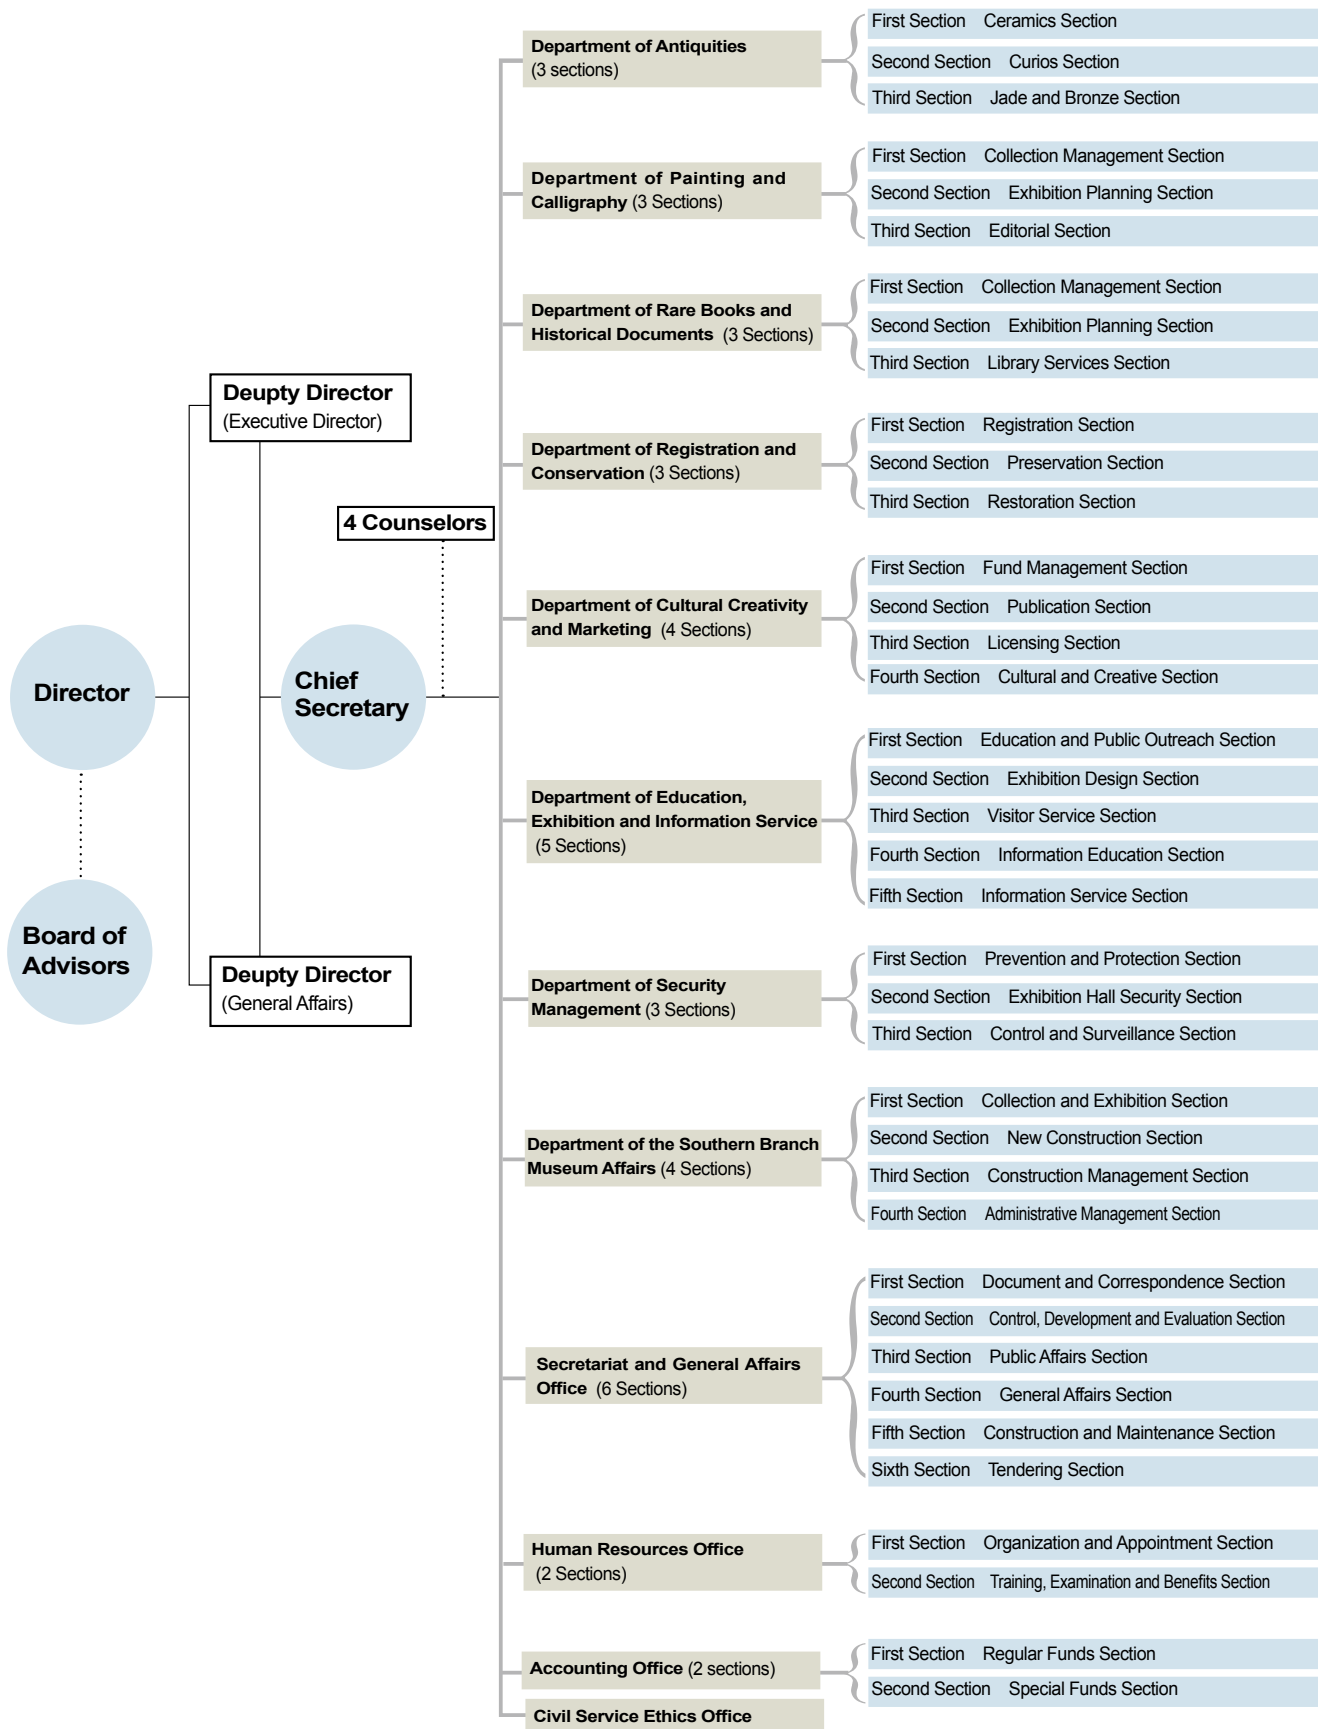 Director
Board of
Advisors
Deupty Director
(Executive Director)
Deupty Director
(General Affairs)
Chief
Secretary
4 Counselors
Department of Antiquities
(3 sections)
First Section Ceramics Section
Second Section Curios Section
Third Section Jade and Bronze Section
Department of Painting and
Calligraphy (3 Sections)
First Section Collection Management Section
Second Section Exhibition Planning Section
Third Section Editorial Section
Department of Rare Books and
Historical Documents (3 Sections)
First Section Collection Management Section
Second Section Exhibition Planning Section
Third Section Library Services Section
Department of Registration and
Conservation (3 Sections)
First Section Registration Section
Second Section Preservation Section
Third Section Restoration Section
Department of Cultural Creativity
and Marketing (4 Sections)
First Section Fund Management Section
Second Section Publication Section
Third Section Licensing Section
Fourth Section Cultural and Creative Section
Department of Education,
Exhibition and Information Service
(5 Sections)
First Section Education and Public Outreach Section
Second Section Exhibition Design Section
Third Section Visitor Service Section
Fourth Section Information Education Section
Fifth Section Information Service Section
Department of Security
Management (3 Sections)
First Section Prevention and Protection Section
Second Section Exhibition Hall Security Section
Third Section Control and Surveillance Section
Department of the Southern Branch
Museum Affairs (4 Sections)
First Section Collection and Exhibition Section
Second Section New Construction Section
Third Section Construction Management Section
Fourth Section Administrative Management Section
Secretariat and General Affairs
Office (6 Sections)
First Section Document and Correspondence Section
Second Section Control, Development and Evaluation Section
Third Section Public Affairs Section
Fourth Section General Affairs Section
Fifth Section Construction and Maintenance Section
Sixth Section Tendering Section
Human Resources Office
(2 Sections)
First Section Organization and Appointment Section
Second Section Training, Examination and Benefits Section
Accounting Office (2 sections)
First Section Regular Funds Section
Second Section Special Funds Section
Civil Service Ethics Office